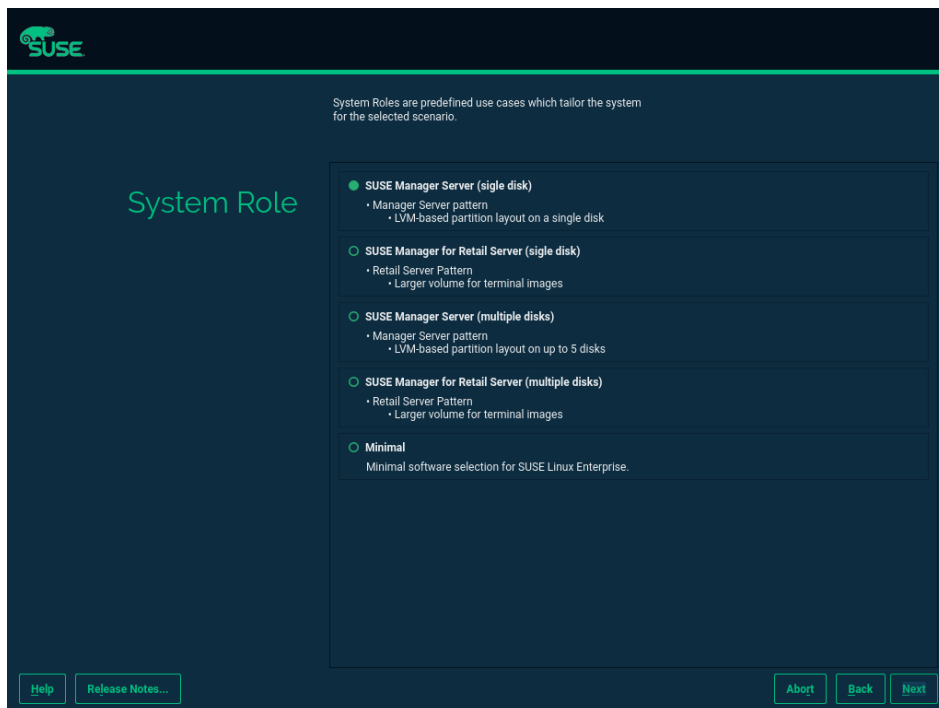 SUSE
System Roles are predefined use cases which tailor the system
for the selected scenario.
System Role
SUSE Manager Server (sigle disk)
• Manager Server pattern
• LVM-based partition layout on a single disk
SUSE Manager for Retail Server (sigle disk)
• Retail Server Pattern
• Larger volume for terminal images
SUSE Manager Server (multiple disks)
• Manager Server pattern
• LVM-based partition layout on up to 5 disks
SUSE Manager for Retail Server (multiple disks)
• Retail Server Pattern
• Larger volume for terminal images
Minimal
Minimal software selection for SUSE Linux Enterprise.
Help
Release Notes...
Abort
Back
Next